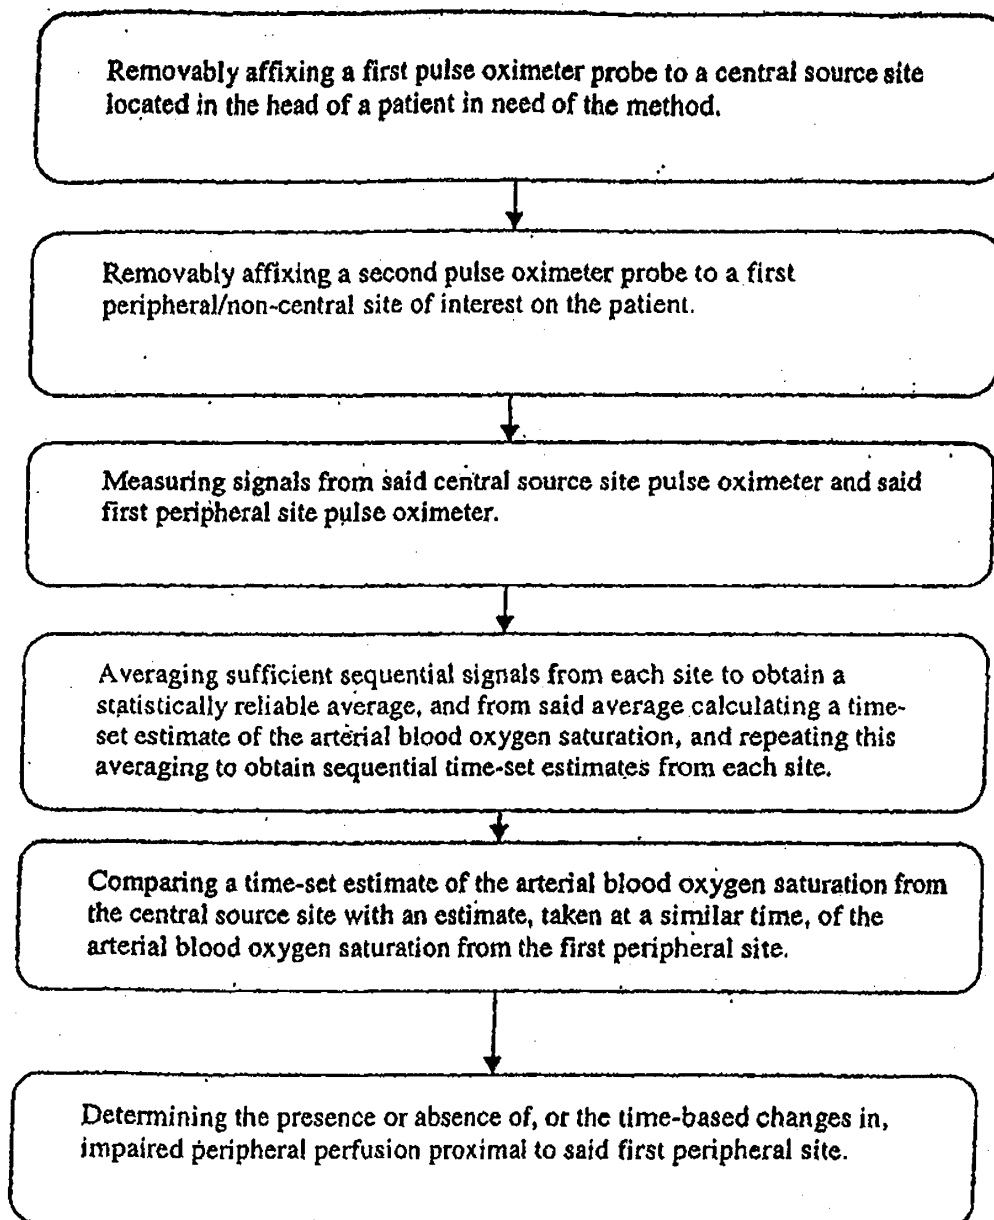 Removably affixing a first pulse oximeter probe to a central source site
located in the head of a patient in need of the method.
Removably affixing a second pulse oximeter probe to a first
peripheral/non-central site of interest on the patient.
Measuring signals from said central source site pulse oximeter and said
first peripheral site pulse oximeter.
Averaging sufficient sequential signals from each site to obtain a
statistically reliable average, and from said average calculating a time-
set estimate of the arterial blood oxygen saturation, and repeating this
averaging to obtain sequential time-set estimates from each site.
Comparing a time-set estimate of the arterial blood oxygen saturation from
the central source site with an estimate, taken at a similar time, of the
arterial blood oxygen saturation from the first peripheral site.
Determining the presence or absence of, or the time-based changes in,
impaired peripheral perfusion proximal to said first peripheral site.